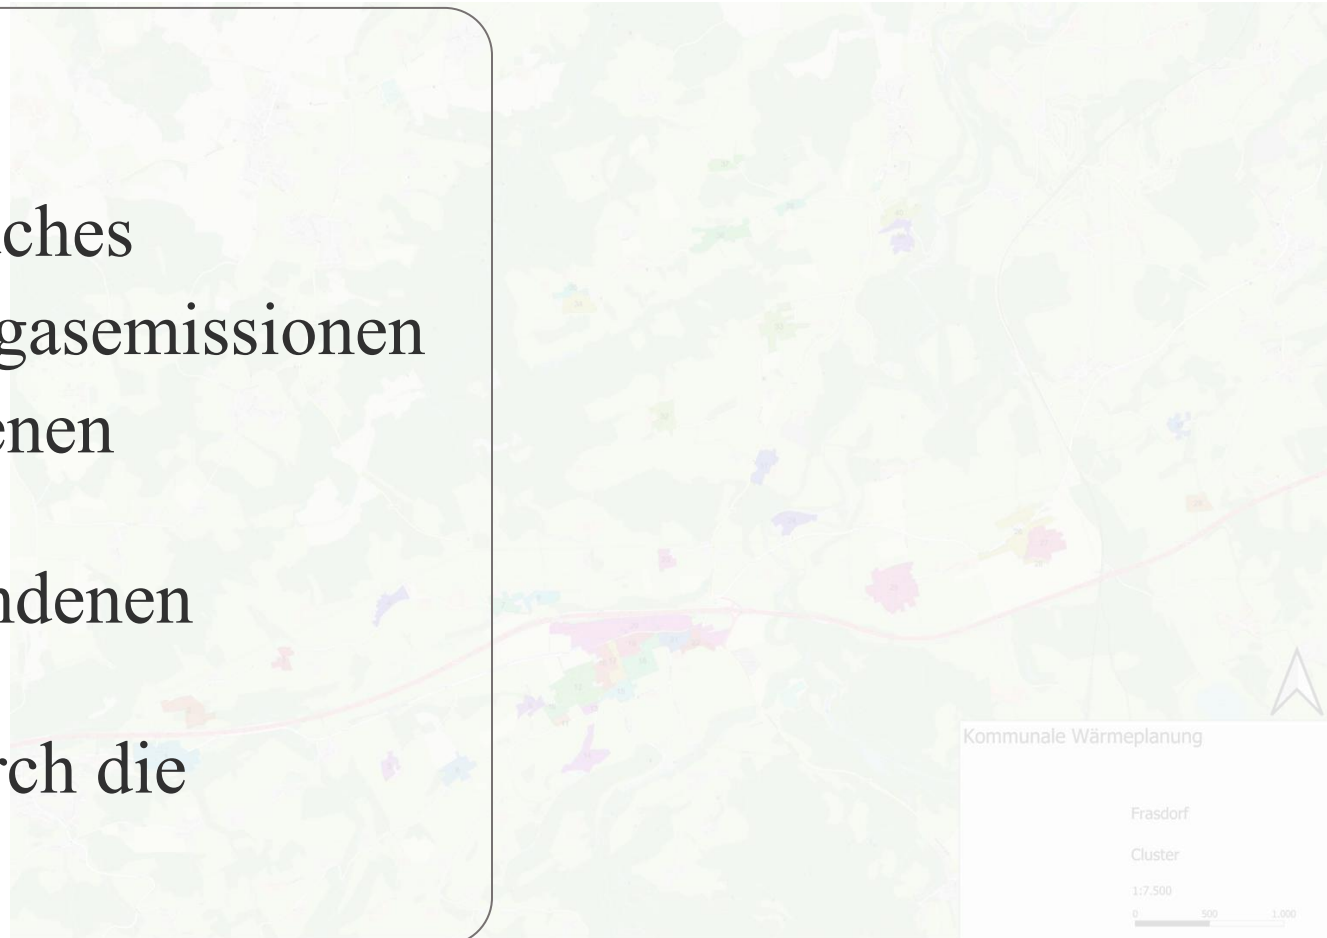 ches
gasemissionen
enen
ndenen
rch die
Kommunale Wärmeplanung
Frasdorf
Cluster
1:7.500
0 500 1.000